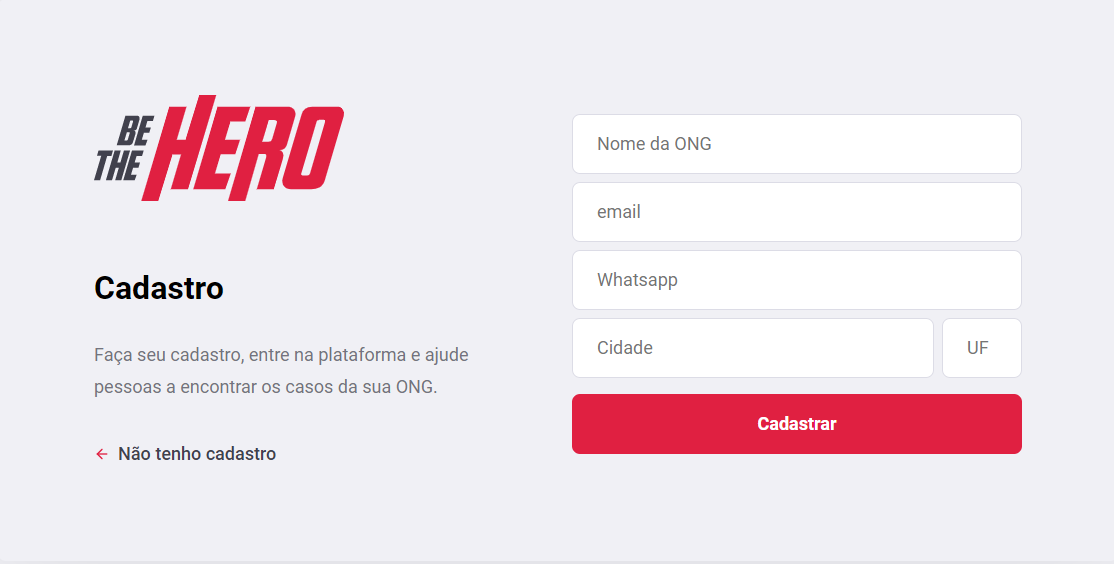 BE
THE
HERO
Cadastro
Faça seu cadastro, entre na plataforma e ajude
pessoas a encontrar os casos da sua ONG.
Não tenho cadastro
Nome da ONG
email
Whatsapp
Cidade
UF
Cadastrar